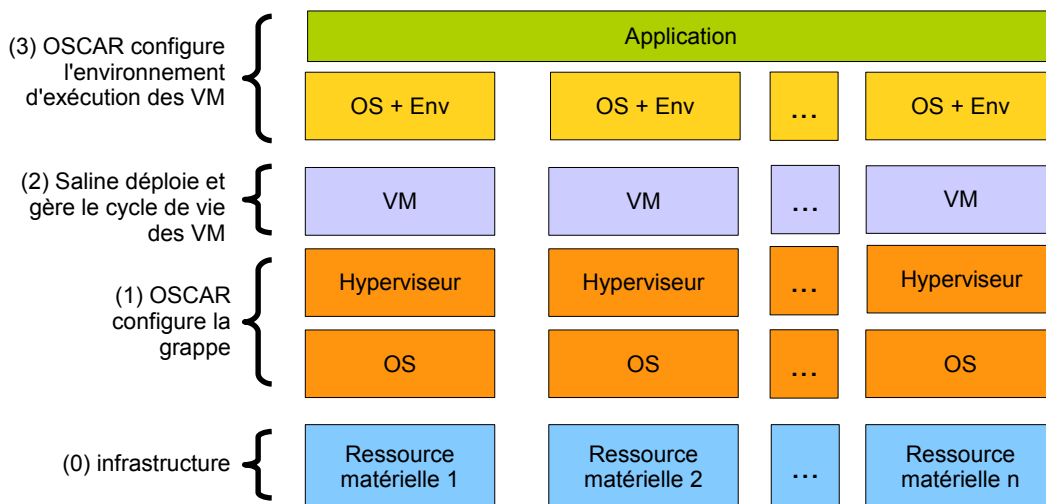 (3) OSCAR configure
l'environnement
d'exécution des VM
Application
OS + Env
OS + Env
...
OS + Env
(2) Saline déploie et
gère le cycle de vie
des VM
VM
VM
...
VM
(1) OSCAR
configure la
grappe
Hyperviseur
Hyperviseur
...
Hyperviseur
OS
OS
...
OS
(0) infrastructure
Ressource
matérielle 1
Ressource
matérielle 2
...
Ressource
matérielle n